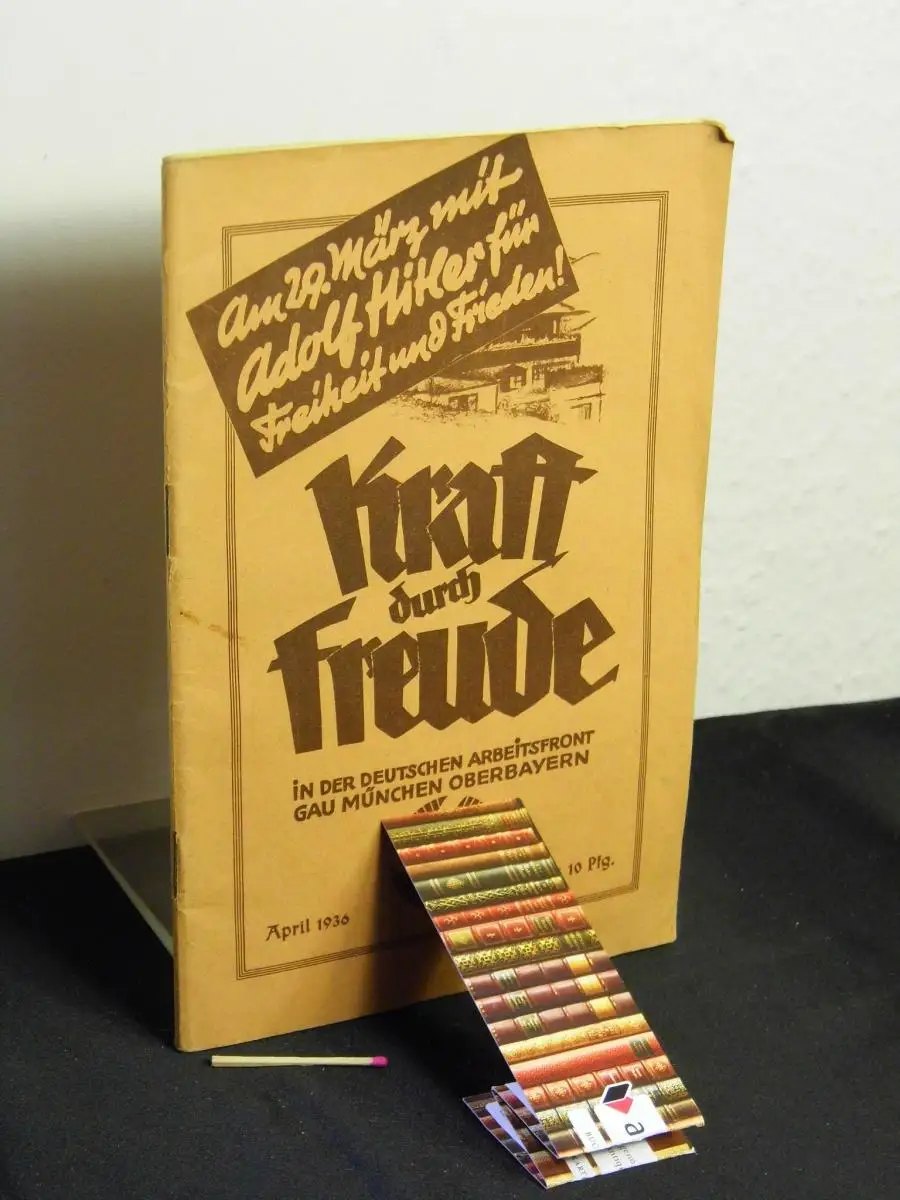 Am 29. März mit
Adolf Hitler für
Freiheit und Frieden!
Kraft
durch
Freude
iN DER DEUTSCHEN ARBEiTSFRONT
GAU MÜNCHEN OBERBAYERN
10 Pfg.
April 1936
a